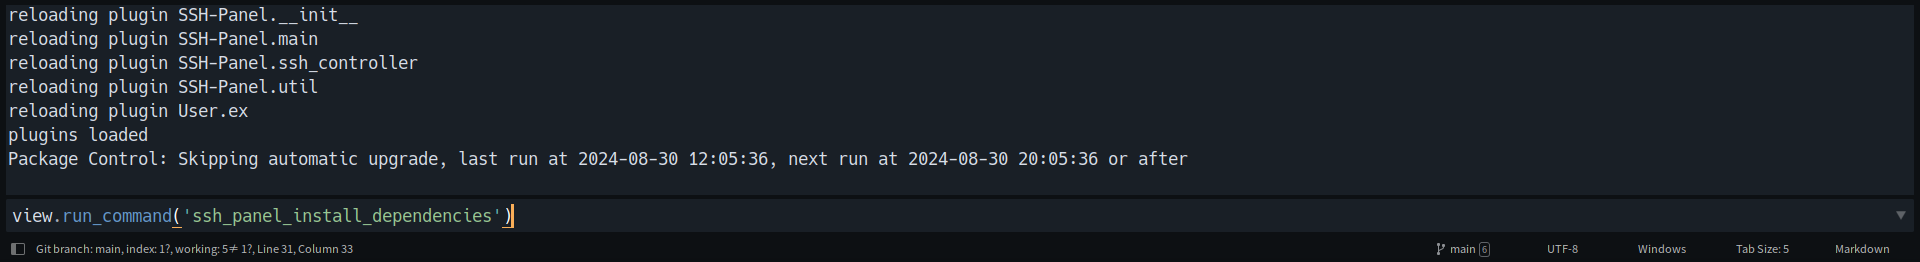 reloading plugin SSH-Panel.__init__
reloading plugin SSH-Panel.main
reloading plugin SSH-Panel.ssh_controller
reloading plugin SSH-Panel.util
reloading plugin User.ex
plugins loaded
Package Control: Skipping automatic upgrade, last run at 2024-08-30 12:05:36, next run at 2024-08-30 20:05:36 or after
view.run_command('ssh_panel_install_dependencies')
Git branch: main, index: 1?, working: 5≠ 1?, Line 31, Column 33 main 6 UTF-8 Windows Tab Size: 5 Markdown